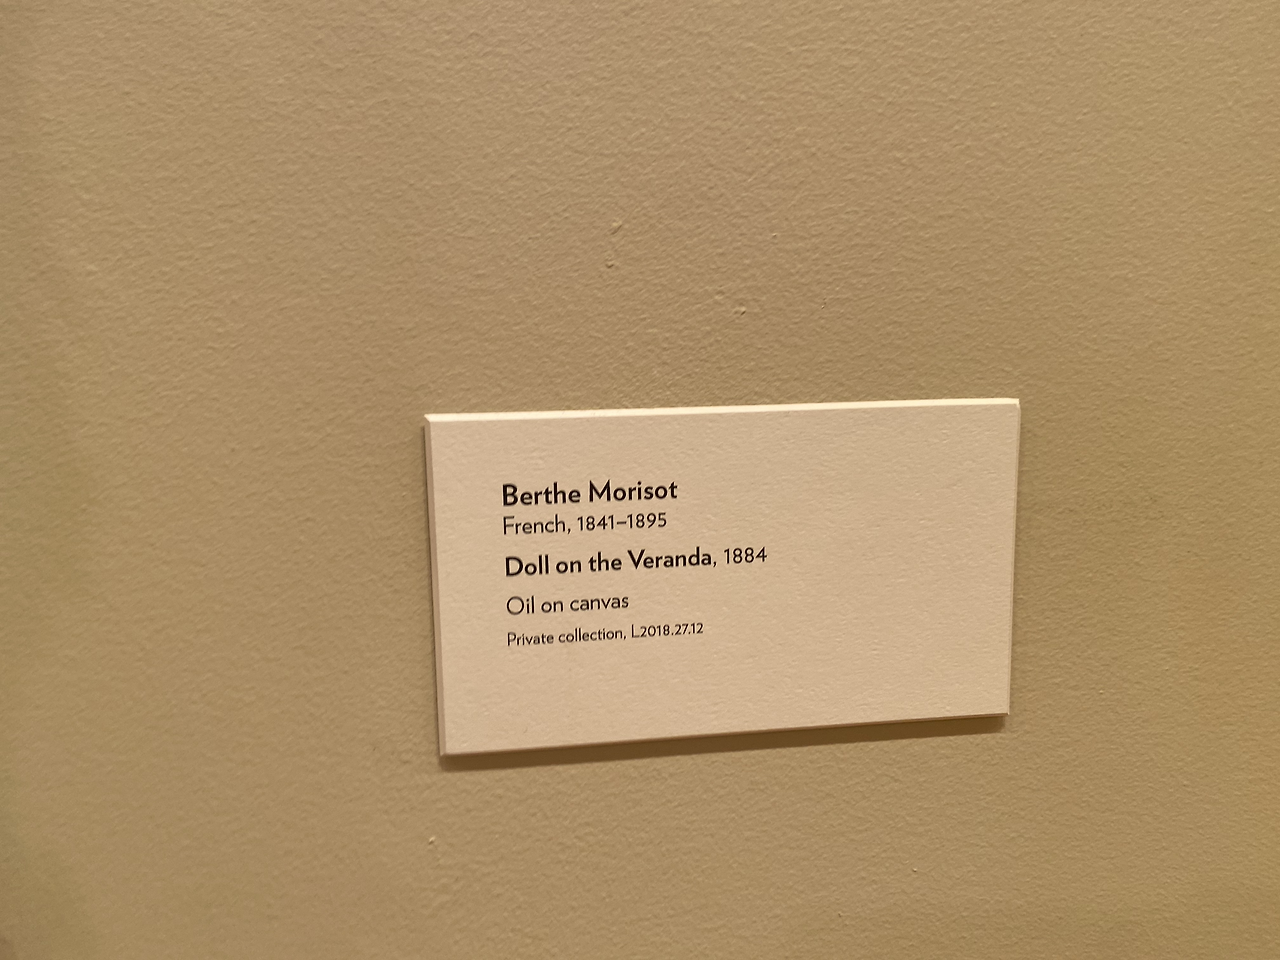 Berthe Morisot
French, 1841–1895
Doll on the Veranda, 1884
Oil on canvas
Private collection, L2018.27.12